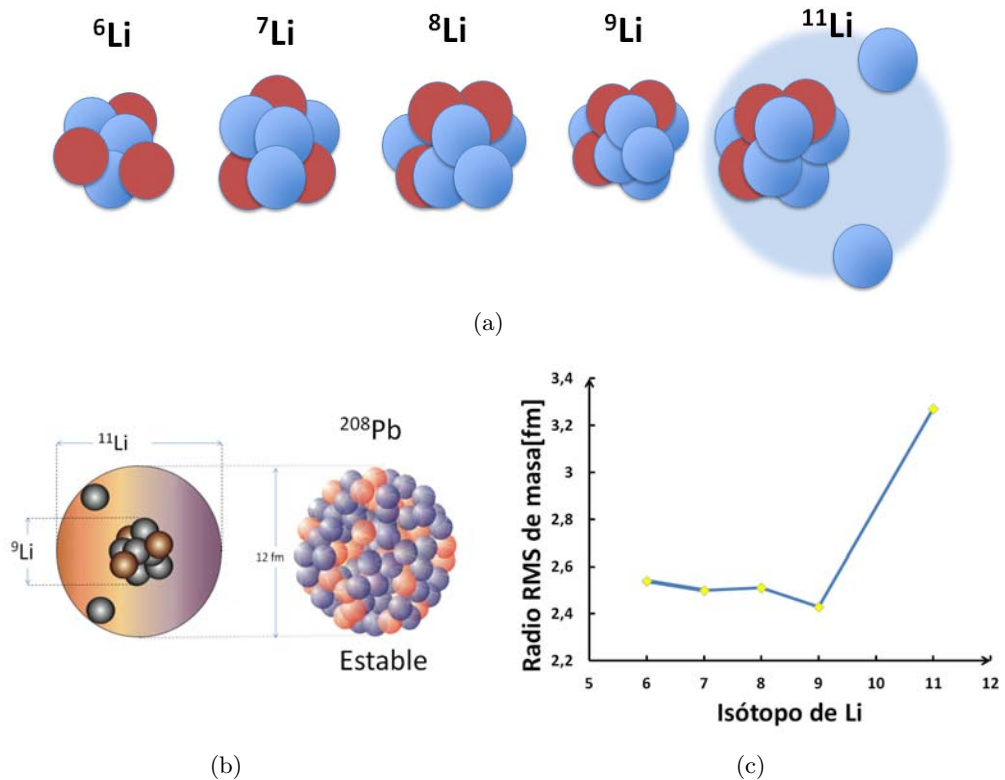 ⁶Li ⁷Li ⁸Li ⁹Li ¹¹Li
(a)
¹¹Li
⁹Li
12 fm
²⁰⁸Pb
Estable
(b)
Radio RMS de masa[fm]
3,4
3,2
3
2,8
2,6
2,4
2,2
5 6 7 8 9 10 11 12
Isótopo de Li
(c)